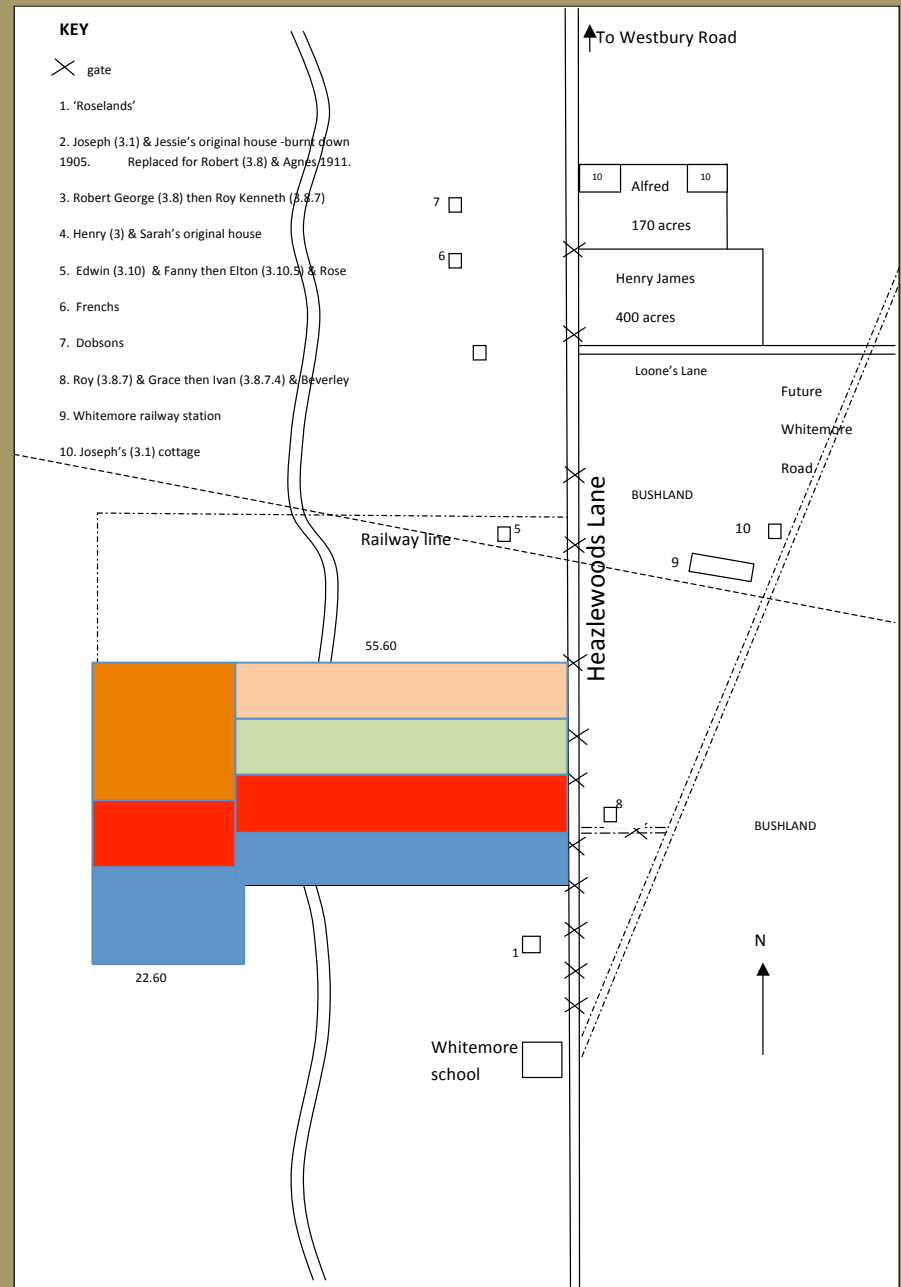 KEY
gate
1. ‘Roselands’
2. Joseph (3.1) & Jessie’s original house -burnt down
1905. Replaced for Robert (3.8) & Agnes 1911.
3. Robert George (3.8) then Roy Kenneth (3.8.7)
4. Henry (3) & Sarah’s original house
5. Edwin (3.10) & Fanny then Elton (3.10.5) & Rose
6. Frenchs
7. Dobsons
8. Roy (3.8.7) & Grace then Ivan (3.8.7.4) & Beverley
9. Whitemore railway station
10. Joseph’s (3.1) cottage
To Westbury Road
10
10
Alfred
170 acres
7
6
Henry James
400 acres
Loone’s Lane
Future
Whitemore
Road
BUSHLAND
Heazlewoods Lane
10
5
Railway line
9
55.60
8
BUSHLAND
1
N
22.60
Whitemore
school